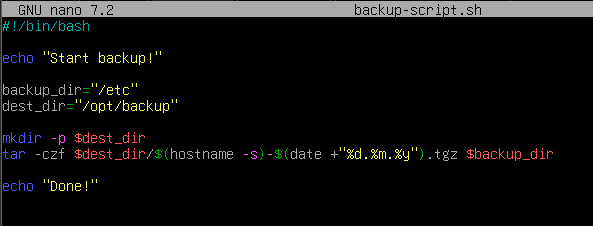 GNU nano 7.2 backup-script.sh
#!/bin/bash
echo "Start backup!"
backup_dir="/etc"
dest_dir="/opt/backup"
mkdir -p $dest_dir
tar -czf $dest_dir/$(hostname -s)-$(date +"%d.%m.%y").tgz $backup_dir
echo "Done!"